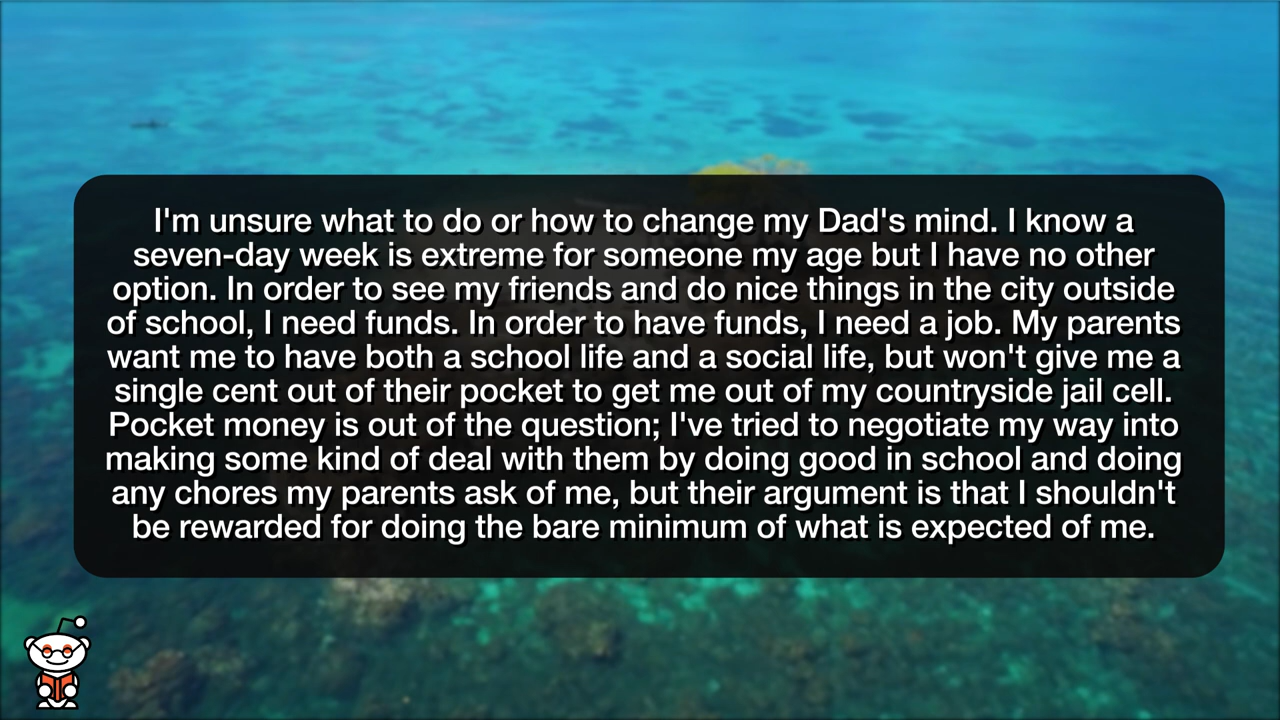 I'm unsure what to do or how to change my Dad's mind. I know a
seven-day week is extreme for someone my age but I have no other
option. In order to see my friends and do nice things in the city outside
of school, I need funds. In order to have funds, I need a job. My parents
want me to have both a school life and a social life, but won't give me a
single cent out of their pocket to get me out of my countryside jail cell.
Pocket money is out of the question; I've tried to negotiate my way into
making some kind of deal with them by doing good in school and doing
any chores my parents ask of me, but their argument is that I shouldn't
be rewarded for doing the bare minimum of what is expected of me.